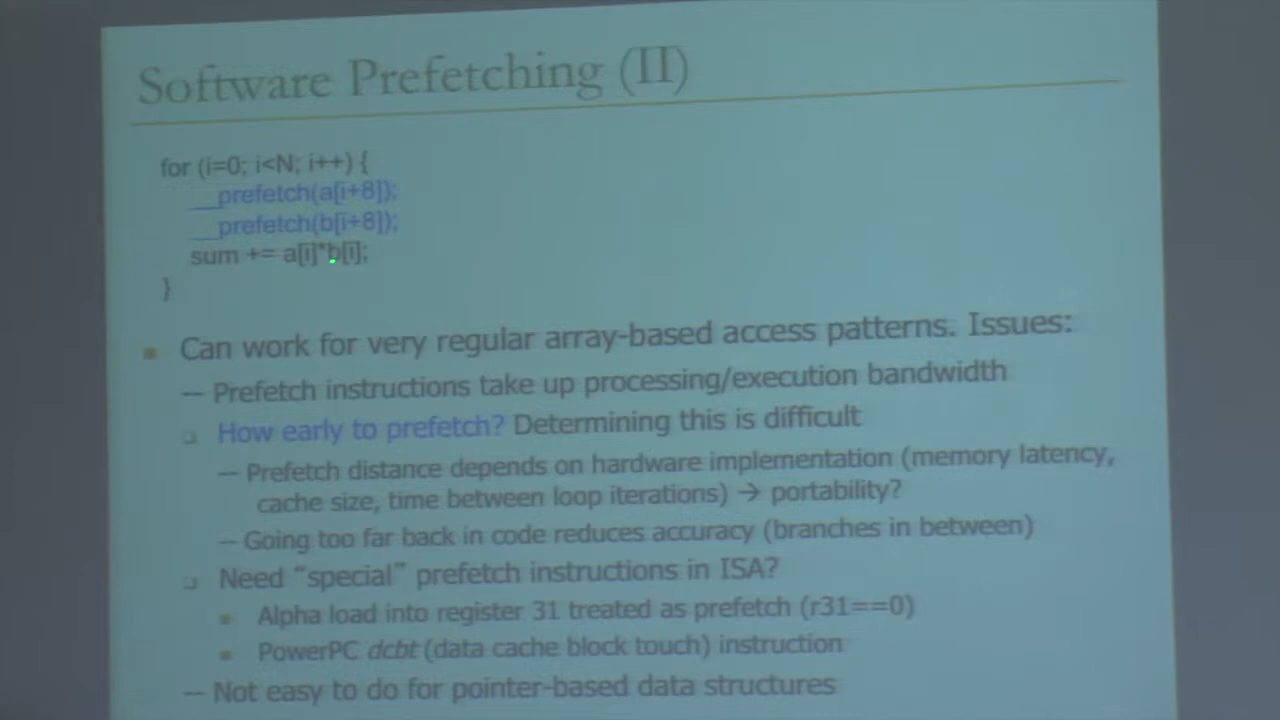 Software Prefetching (II)
for (i=0; i<N; i++) {
__prefetch(a[i+8]);
__prefetch(b[i+8]);
sum += a[i]*b[i];
}
■ Can work for very regular array-based access patterns. Issues:
-- Prefetch instructions take up processing/execution bandwidth
❑ How early to prefetch? Determining this is difficult
-- Prefetch distance depends on hardware implementation (memory latency,
cache size, time between loop iterations) → portability?
-- Going too far back in code reduces accuracy (branches in between)
❑ Need “special” prefetch instructions in ISA?
■ Alpha load into register 31 treated as prefetch (r31==0)
■ PowerPC dcbt (data cache block touch) instruction
-- Not easy to do for pointer-based data structures